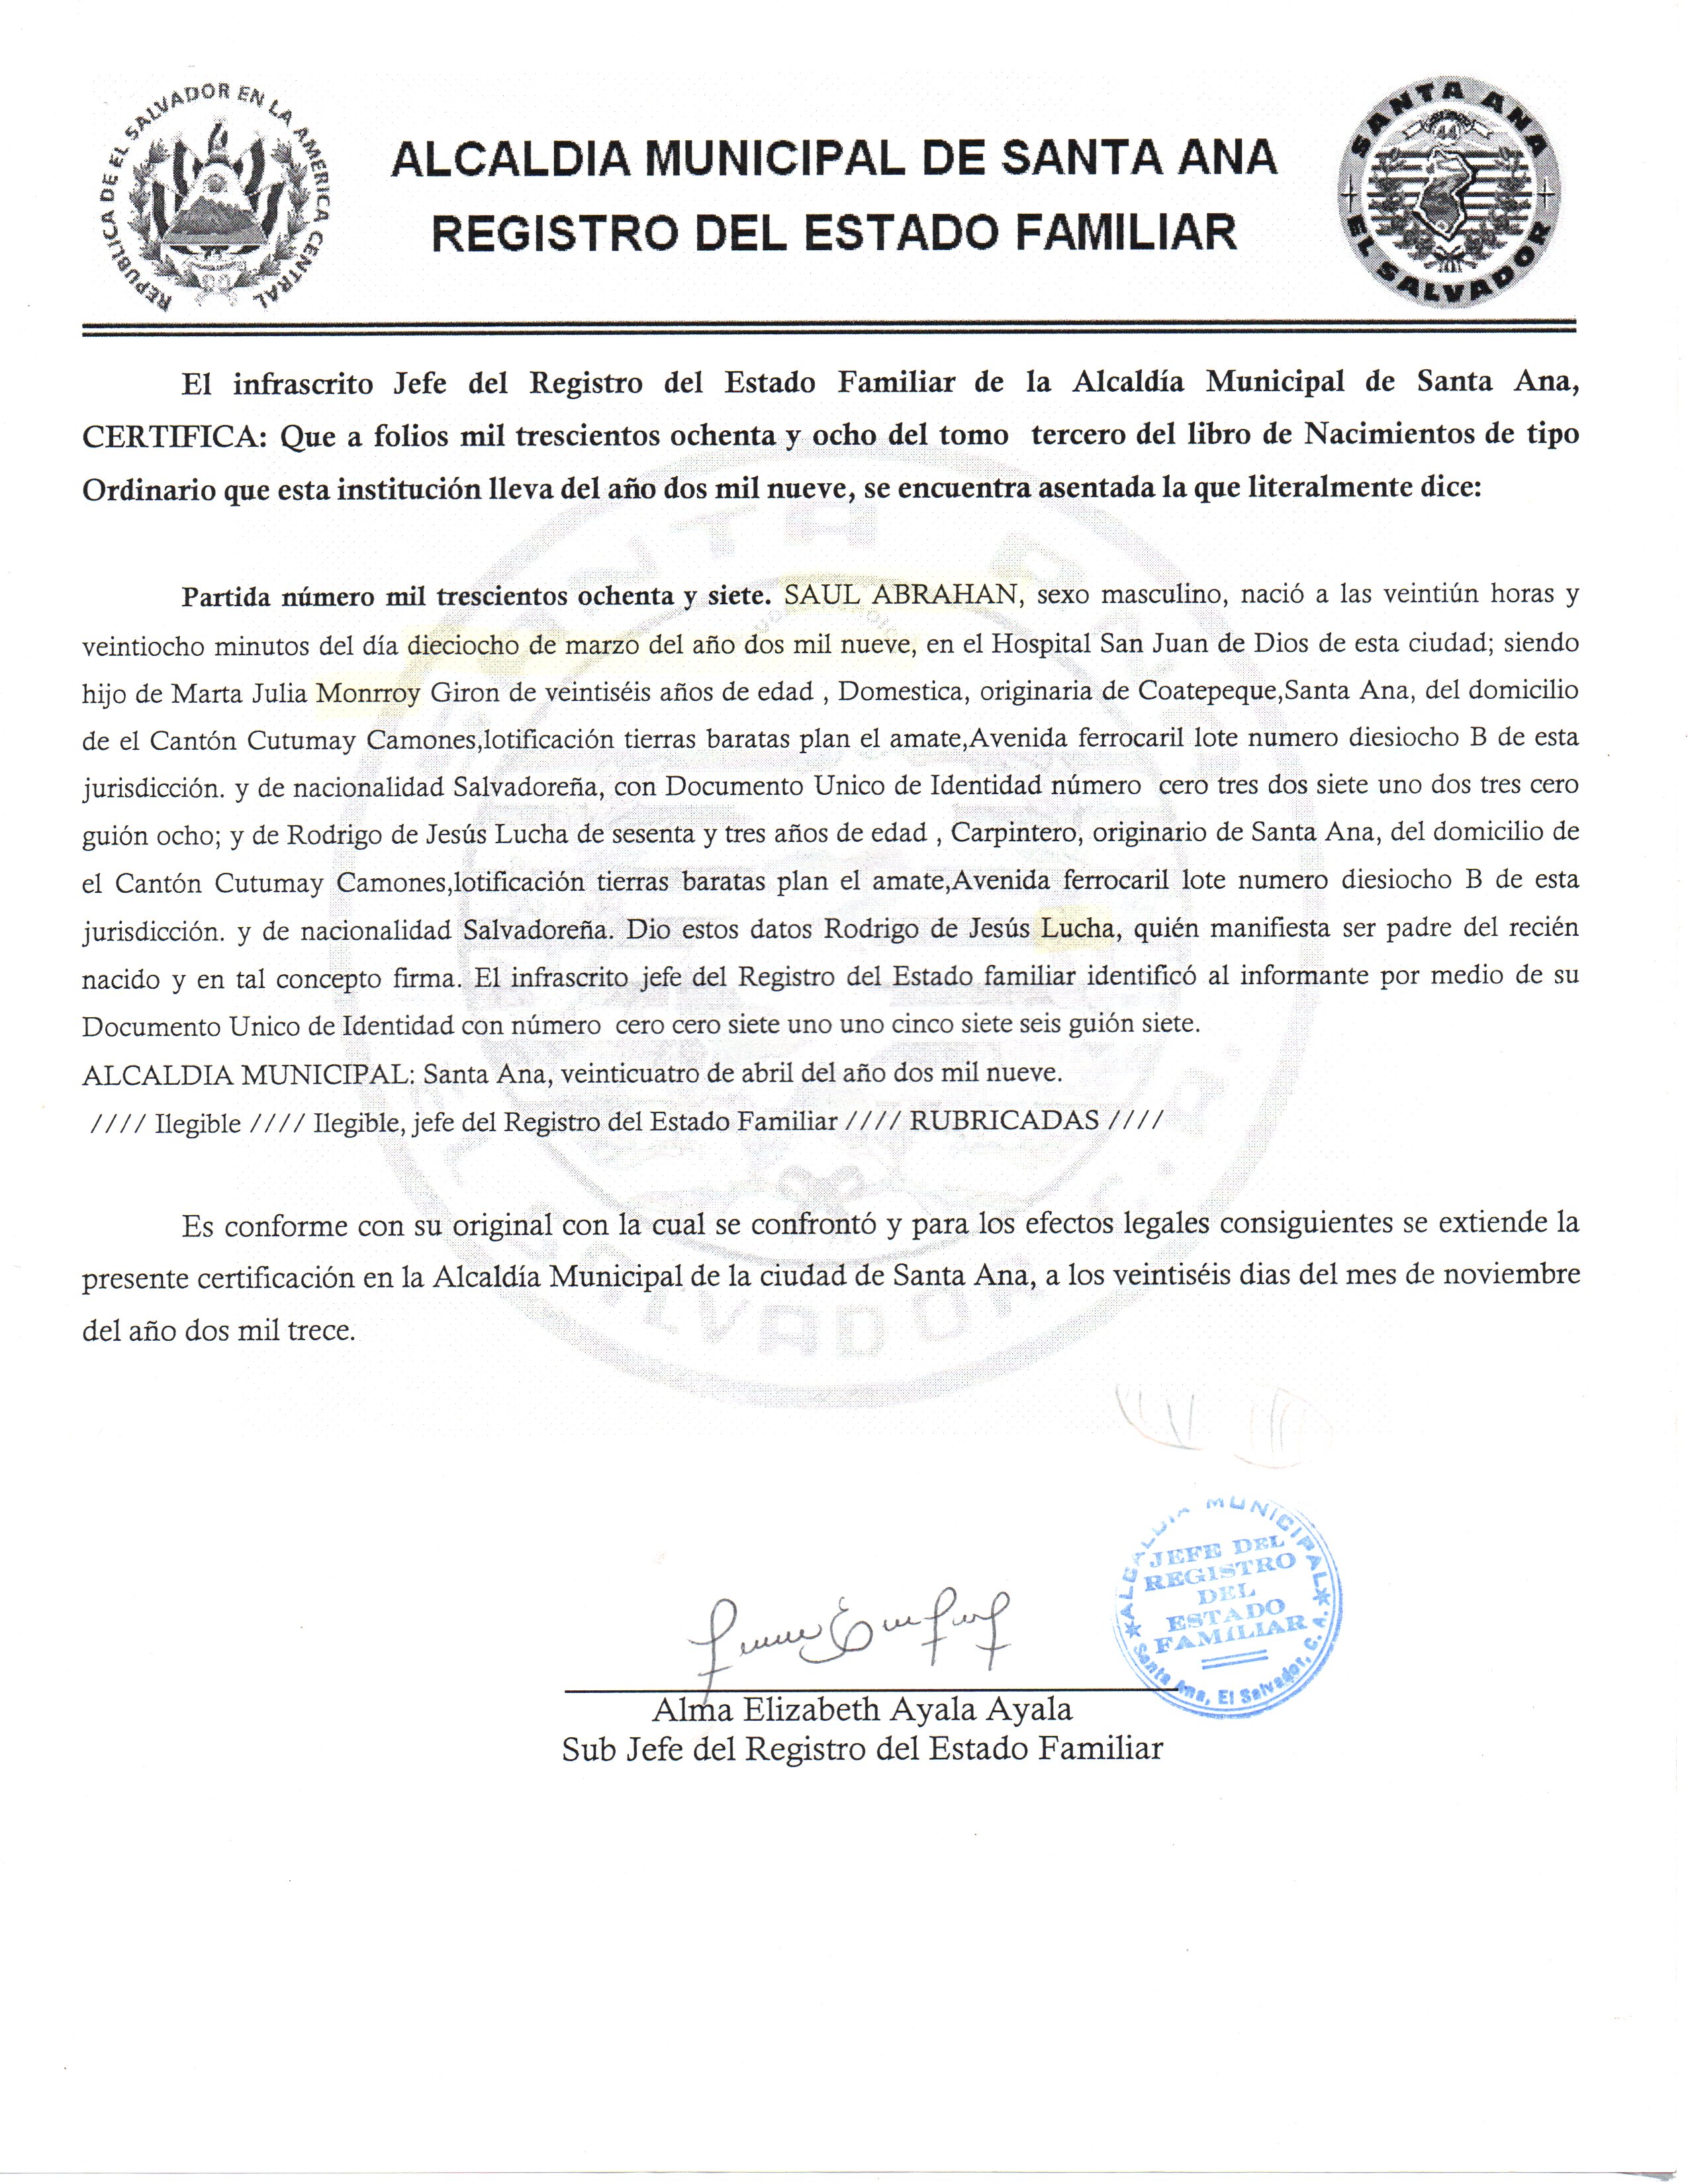 REPUBLICA DE EL SALVADOR EN LA AMERICA CENTRAL
ALCALDIA MUNICIPAL DE SANTA ANA
REGISTRO DEL ESTADO FAMILIAR
SANTA ANA
EL SALVADOR
El infrascrito Jefe del Registro del Estado Familiar de la Alcaldía Municipal de Santa Ana,
CERTIFICA: Que a folios mil trescientos ochenta y ocho del tomo tercero del libro de Nacimientos de tipo
Ordinario que esta institución lleva del año dos mil nueve, se encuentra asentada la que literalmente dice:
Partida número mil trescientos ochenta y siete. SAUL ABRAHAN, sexo masculino, nació a las veintiún horas y
veintiocho minutos del día dieciocho de marzo del año dos mil nueve, en el Hospital San Juan de Dios de esta ciudad; siendo
hijo de Marta Julia Monrroy Giron de veintiséis años de edad , Domestica, originaria de Coatepeque,Santa Ana, del domicilio
de el Cantón Cutumay Camones,lotificación tierras baratas plan el amate,Avenida ferrocaril lote numero diesiocho B de esta
jurisdicción. y de nacionalidad Salvadoreña, con Documento Unico de Identidad número cero tres dos siete uno dos tres cero
guión ocho; y de Rodrigo de Jesús Lucha de sesenta y tres años de edad , Carpintero, originario de Santa Ana, del domicilio de
el Cantón Cutumay Camones,lotificación tierras baratas plan el amate,Avenida ferrocaril lote numero diesiocho B de esta
jurisdicción. y de nacionalidad Salvadoreña. Dio estos datos Rodrigo de Jesús Lucha, quién manifiesta ser padre del recién
nacido y en tal concepto firma. El infrascrito jefe del Registro del Estado familiar identificó al informante por medio de su
Documento Unico de Identidad con número cero cero siete uno uno cinco siete seis guión siete.
ALCALDIA MUNICIPAL: Santa Ana, veinticuatro de abril del año dos mil nueve.
//// Ilegible //// Ilegible, jefe del Registro del Estado Familiar //// RUBRICADAS ////
Es conforme con su original con la cual se confrontó y para los efectos legales consiguientes se extiende la
presente certificación en la Alcaldía Municipal de la ciudad de Santa Ana, a los veintiséis dias del mes de noviembre
del año dos mil trece.
ALCALDIA MUNICIPAL
JEFE DEL
REGISTRO
DEL
ESTADO
FAMILIAR
Santa Ana, El Salvador, C. A.
Alma Elizabeth Ayala Ayala
Sub Jefe del Registro del Estado Familiar